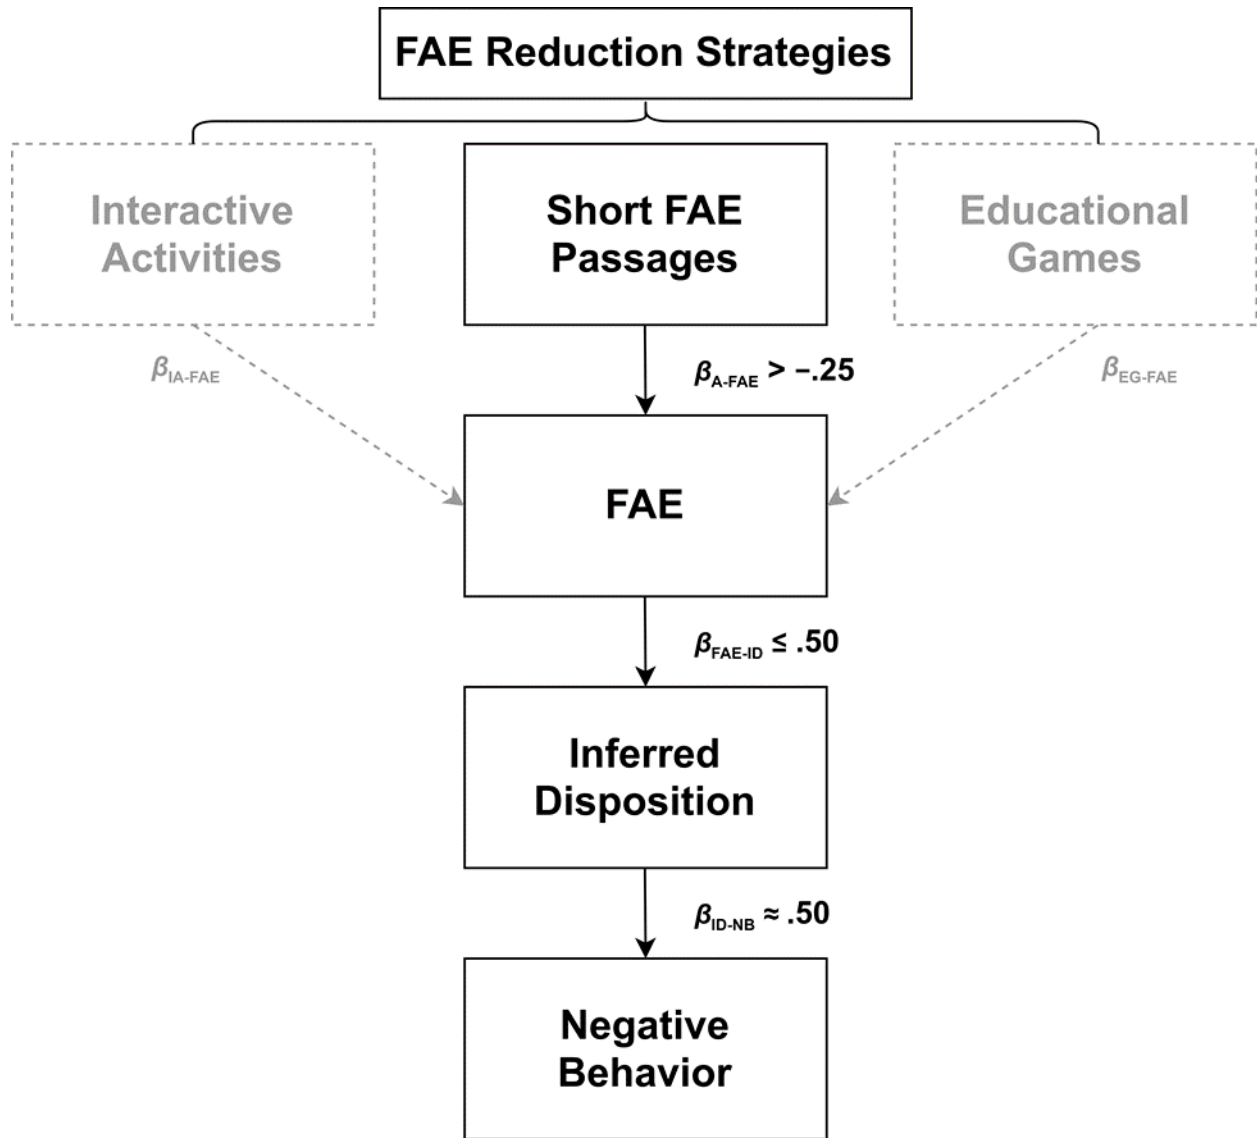 FAE Reduction Strategies
Interactive
Activities
Short FAE
Passages
Educational
Games
βIA-FAE
βA-FAE > −.25
βEG-FAE
FAE
βFAE-ID ≤ .50
Inferred
Disposition
βID-NB ≈ .50
Negative
Behavior